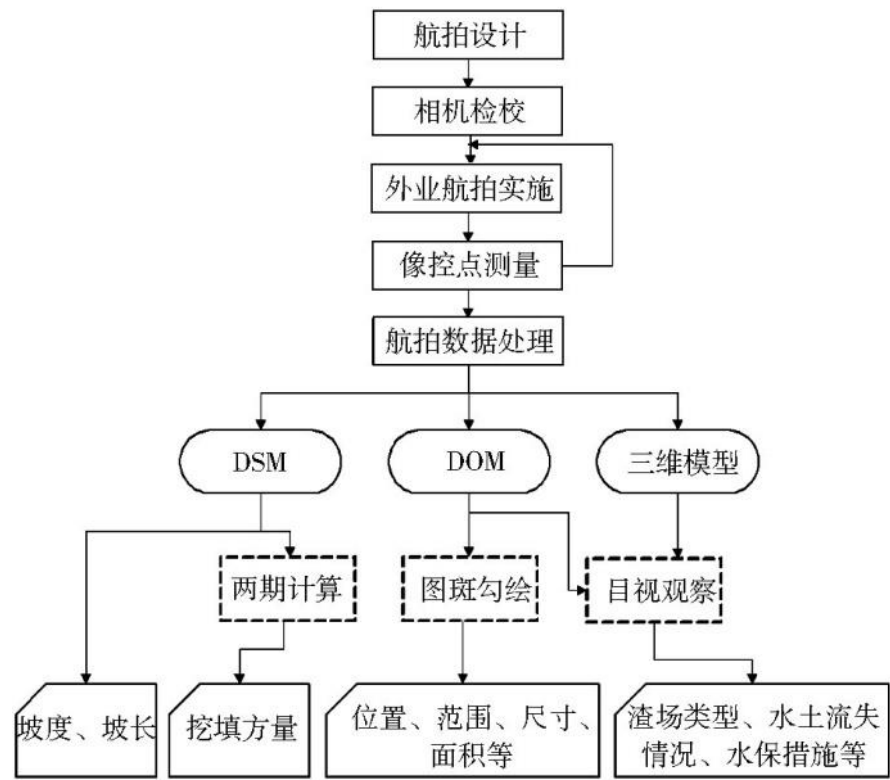 航拍设计
相机检校
外业航拍实施
像控点测量
航拍数据处理
DSM
DOM
三维模型
两期计算
图斑勾绘
目视观察
坡度、坡长
挖填方量
位置、范围、尺寸、
面积等
渣场类型、水土流失
情况、水保措施等